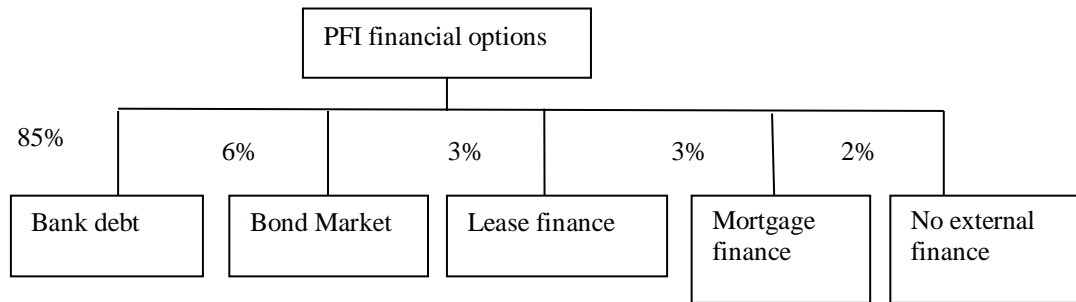 PFI financial options
85%
6%
3%
3%
2%
Bank debt
Bond Market
Lease finance
Mortgage
finance
No external
finance